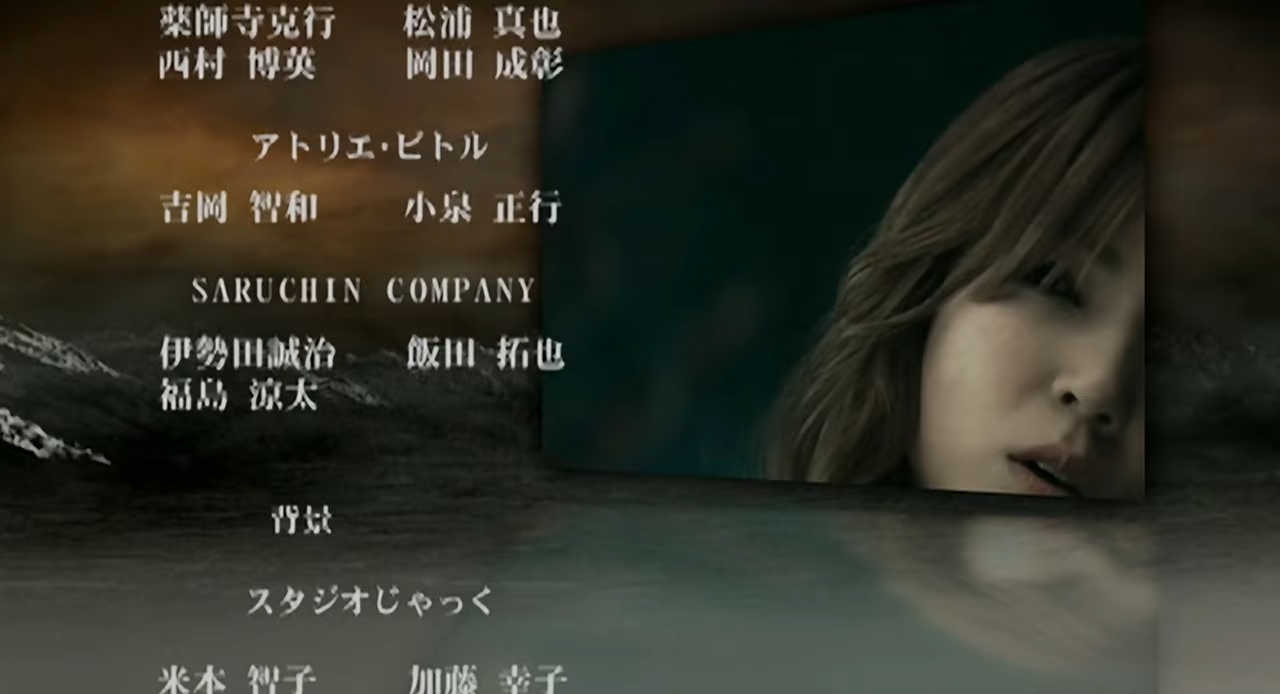 薬師寺克行 松浦 真也
西村 博英 岡田 成彰
アトリエ・ビトル
吉岡 智和 小泉 正行
SARUCHIN COMPANY
伊勢田誠治 飯田 拓也
福島 涼太
背景
スタジオじゃっく
米本 智子 加藤 幸子